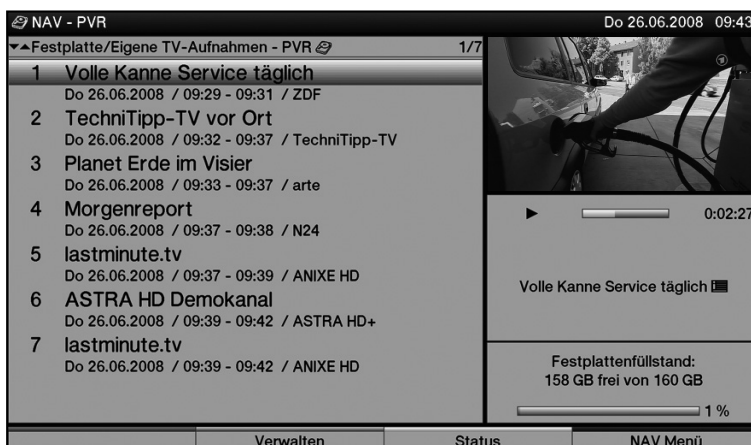 NAV - PVR
Do 26.06.2008 09:43
Festplatte/Eigene TV-Aufnahmen - PVR
1/7
1 Volle Kanne Service täglich
Do 26.06.2008 / 09:29 - 09:31 / ZDF
2 TechniTipp-TV vor Ort
Do 26.06.2008 / 09:32 - 09:37 / TechniTipp-TV
3 Planet Erde im Visier
Do 26.06.2008 / 09:33 - 09:37 / arte
4 Morgenreport
Do 26.06.2008 / 09:37 - 09:38 / N24
5 lastminute.tv
Do 26.06.2008 / 09:37 - 09:39 / ANIXE HD
6 ASTRA HD Demokanal
Do 26.06.2008 / 09:39 - 09:42 / ASTRA HD+
7 lastminute.tv
Do 26.06.2008 / 09:39 - 09:42 / ANIXE HD
0:02:27
Volle Kanne Service täglich
Festplattenfüllstand:
158 GB frei von 160 GB
1 %
Verwalten
Status
NAV Menü